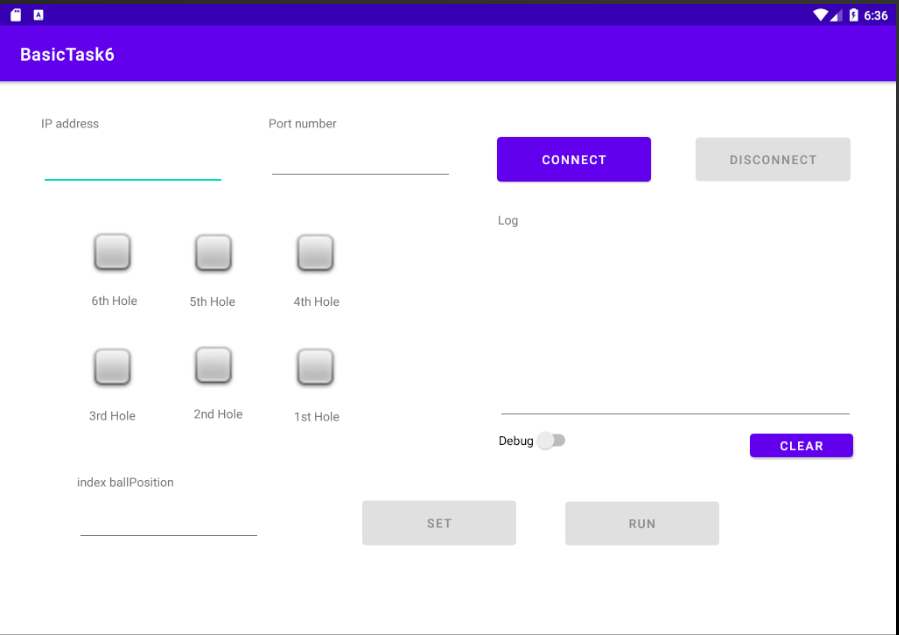 6:36
BasicTask6
IP address
Port number
CONNECT
DISCONNECT
Log
6th Hole
5th Hole
4th Hole
3rd Hole
2nd Hole
1st Hole
Debug
CLEAR
index ballPosition
SET
RUN